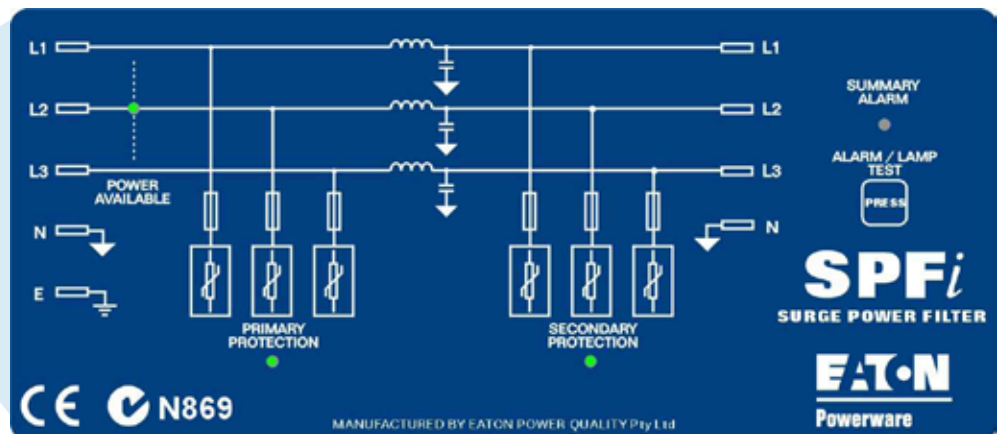 L1
L1
SUMMARY
ALARM
L2
L2
ALARM / LAMP
TEST
L3
L3
POWER
AVAILABLE
PRESS
N
N
E
SPFi
SURGE POWER FILTER
PRIMARY
PROTECTION
SECONDARY
PROTECTION
EATON
Powerware
CE
N869
MANUFACTURED BY EATON POWER QUALITY Pty Ltd